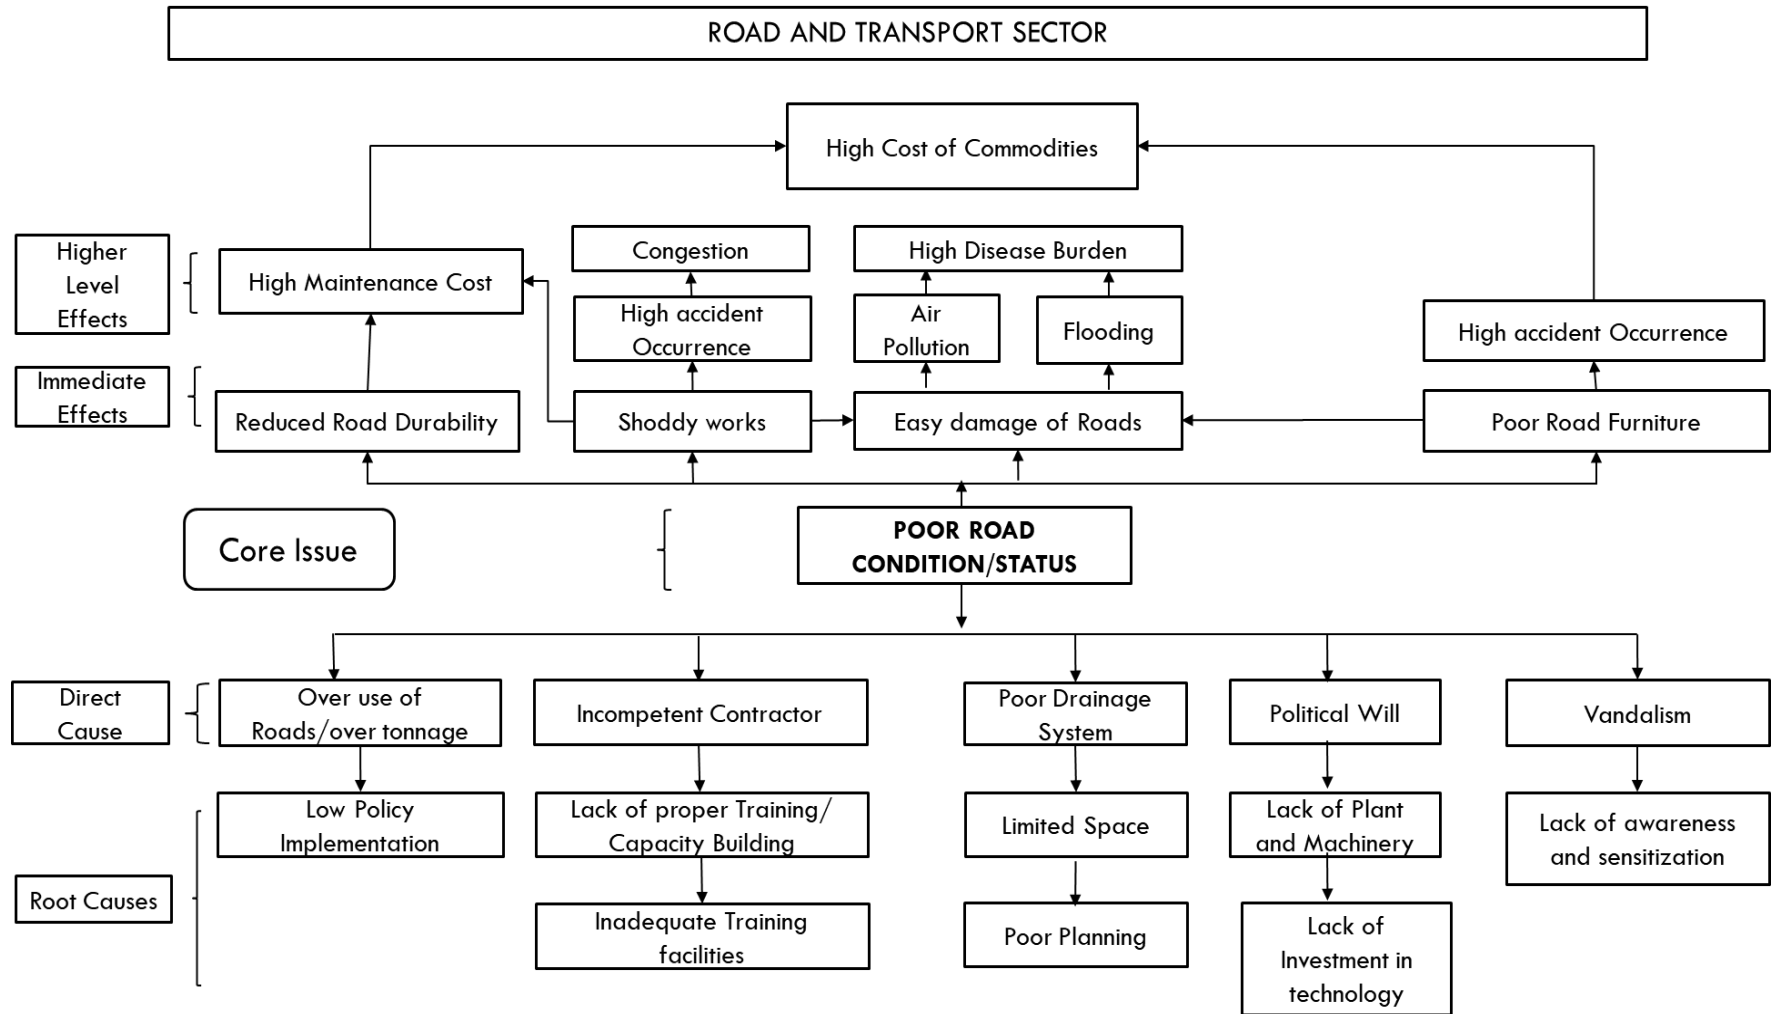 ROAD AND TRANSPORT SECTOR
High Cost of Commodities
Higher
Level
Effects
High Maintenance Cost
Congestion
High Disease Burden
High accident
Occurrence
Air
Pollution
Flooding
High accident Occurrence
Immediate
Effects
Reduced Road Durability
Shoddy works
Easy damage of Roads
Poor Road Furniture
Core Issue
POOR ROAD
CONDITION/STATUS
Direct
Cause
Over use of
Roads/over tonnage
Incompetent Contractor
Poor Drainage
System
Political Will
Vandalism
Root Causes
Low Policy
Implementation
Lack of proper Training/
Capacity Building
Limited Space
Lack of Plant
and Machinery
Lack of awareness
and sensitization
Inadequate Training
facilities
Poor Planning
Lack of
Investment in
technology